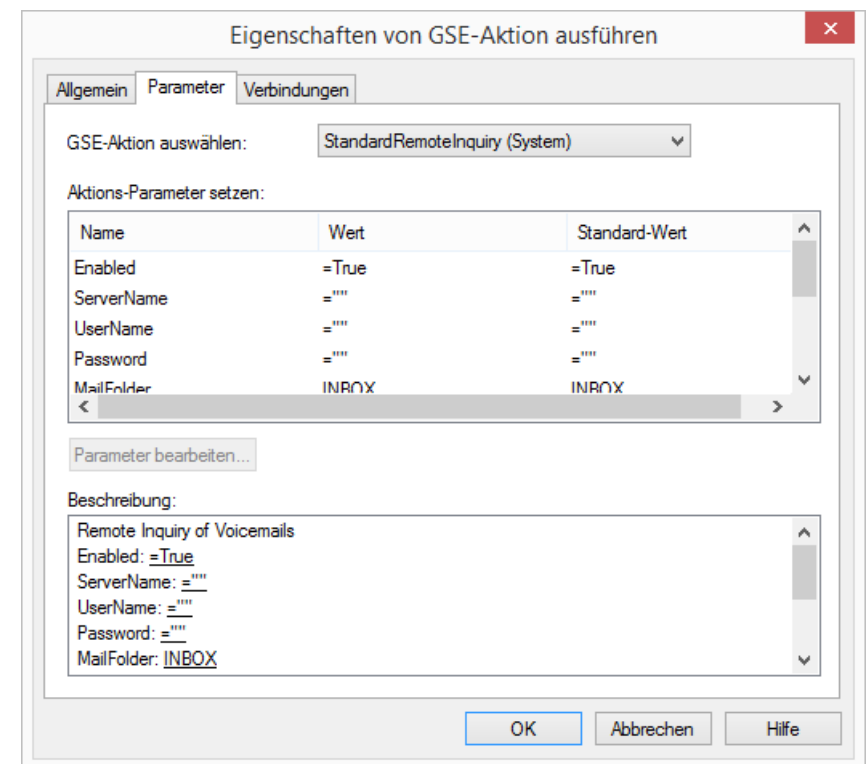 Eigenschaften von GSE-Aktion ausführen
Allgemein Parameter Verbindungen
GSE-Aktion auswählen: StandardRemoteInquiry (System)
Aktions-Parameter setzen:
Name Wert Standard-Wert
Enabled =True =True
ServerName ="" =""
UserName ="" =""
Password ="" =""
MailFolder INBOX INBOX
Parameter bearbeiten...
Beschreibung:
Remote Inquiry of Voicemails
Enabled: =True
ServerName: =""
UserName: =""
Password: =""
MailFolder: INBOX
OK Abbrechen Hilfe